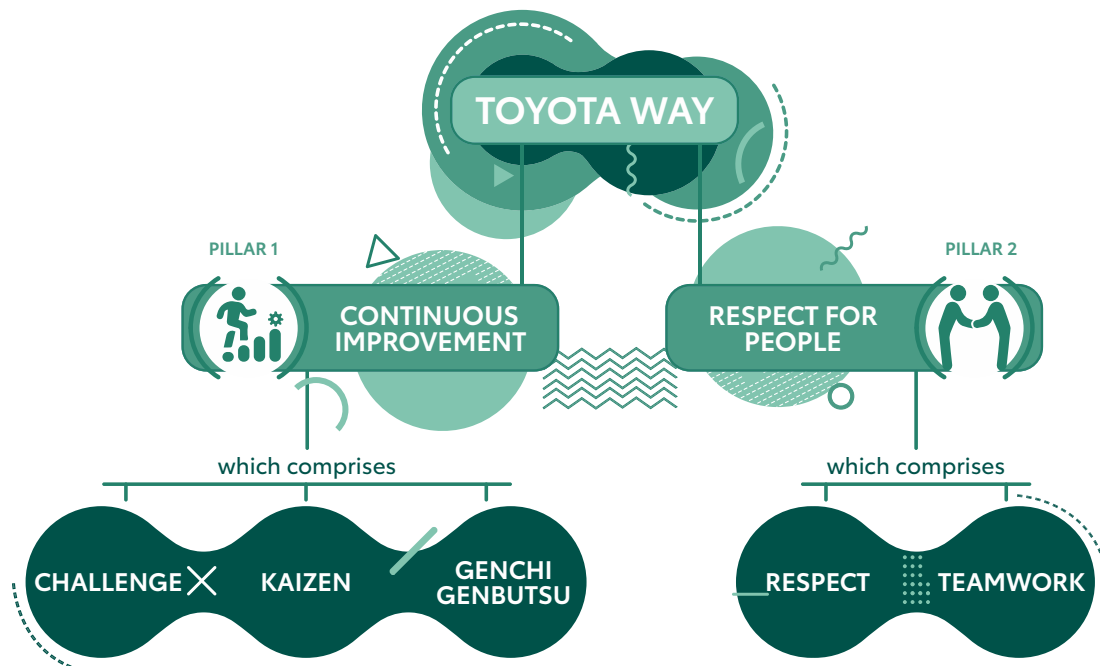 TOYOTA WAY
PILLAR 1
CONTINUOUS
IMPROVEMENT
PILLAR 2
RESPECT FOR
PEOPLE
which comprises
CHALLENGE
KAIZEN
GENCHI
GENBUTSU
which comprises
RESPECT
TEAMWORK